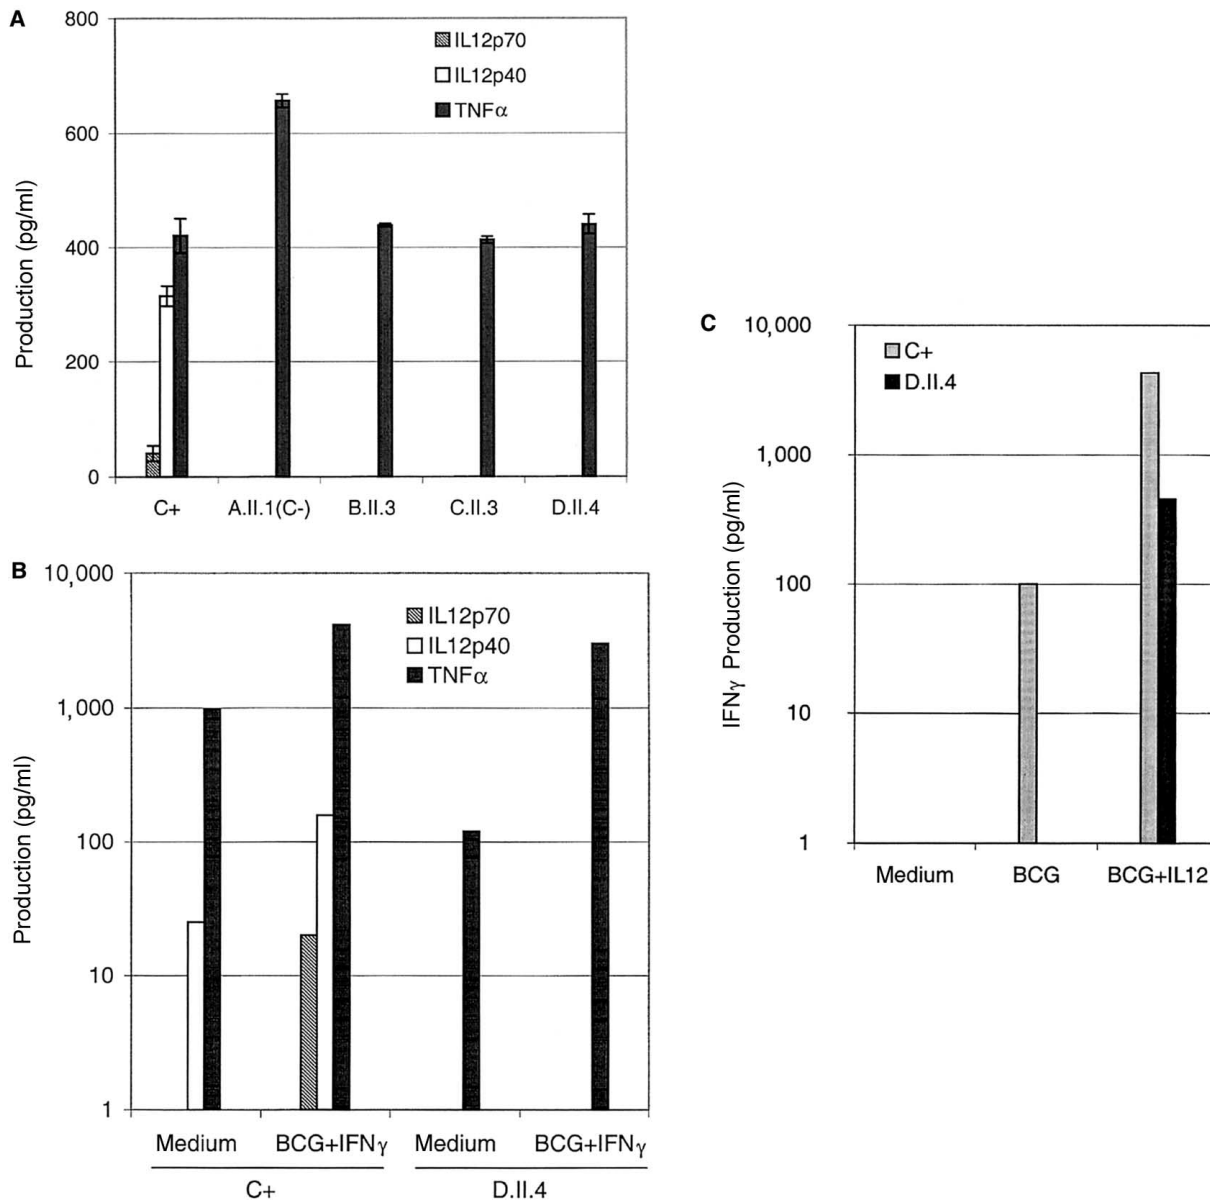 A
800
600
400
200
0
Production (pg/ml)
IL12p70
IL12p40
TNFα
C+ A.II.1(C-) B.II.3 C.II.3 D.II.4
B
10,000
1,000
100
10
1
Production (pg/ml)
IL12p70
IL12p40
TNFα
Medium BCG+IFNγ Medium BCG+IFNγ
C+ D.II.4
C
10,000
1,000
100
10
1
IFNγ Production (pg/ml)
C+
D.II.4
Medium BCG BCG+IL12